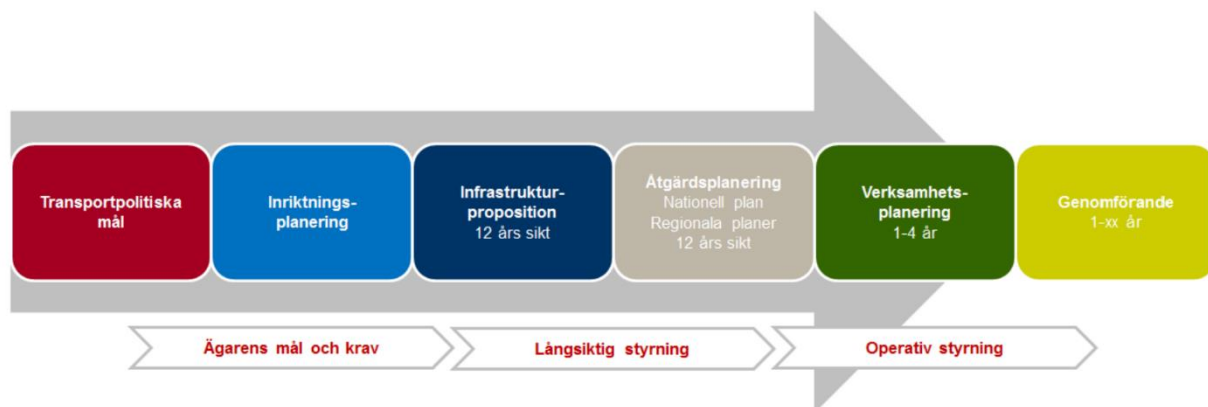 Transportpolitiska
mål
Inriktnings-
planering
Infrastruktur-
proposition
12 års sikt
Åtgärdsplanering
Nationell plan
Regionala planer
12 års sikt
Verksamhets-
planering
1-4 år
Genomförande
1-xx år
Ägarens mål och krav
Långsiktig styrning
Operativ styrning